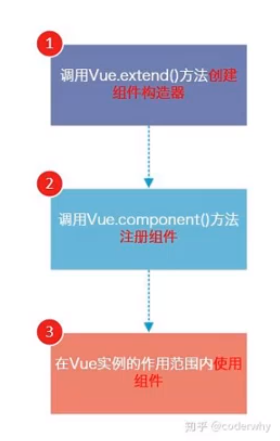 1
调用Vue.extend()方法创建
组件构造器
2
调用Vue.component()方法
注册组件
3
在Vue实例的作用范围内使用
组件
知乎 @coderwhy